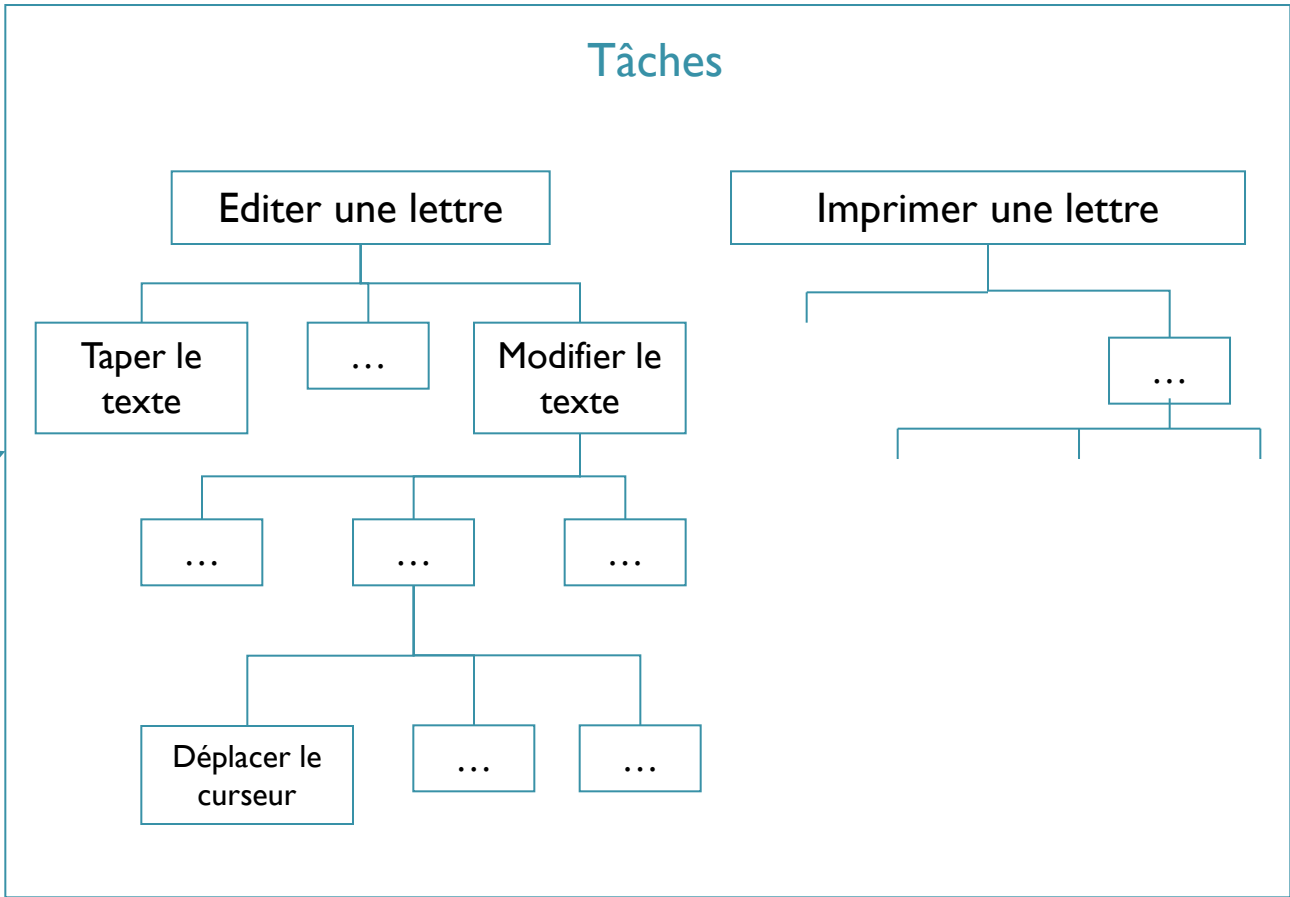 Tâches
Editer une lettre
Imprimer une lettre
Taper le
texte
…
Modifier le
texte
…
…
…
…
Déplacer le
curseur
…
…